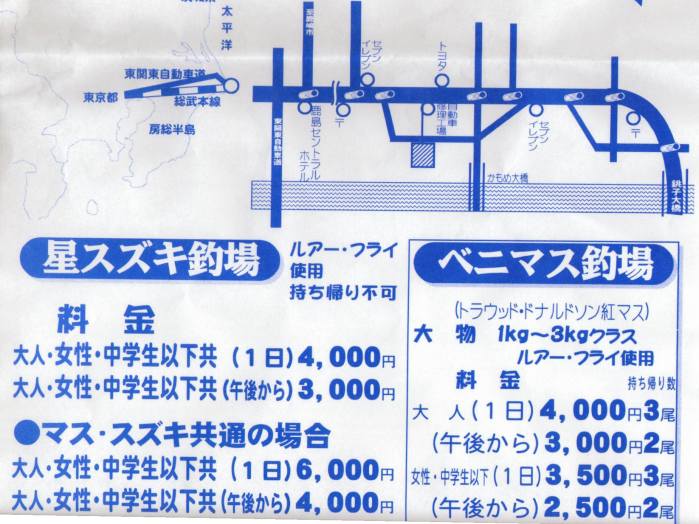 太平洋
東関東自動車道
東京都
総武本線
房総半島
東関東自動車道
鹿島セントラルホテル
〒
セブンイレブン
トヨタ
自動車修理工場
セブンイレブン
〒
かもめ大橋
銚子大橋
星スズキ釣場
ルアー・フライ
使用
持ち帰り不可
料金
大人・女性・中学生以下共 (1日) 4,000円
大人・女性・中学生以下共 (午後から) 3,000円
●マス・スズキ共通の場合
大人・女性・中学生以下共 (1日) 6,000円
大人・女性・中学生以下共 (午後から) 4,000円
ベニマス釣場
(トラウッド・ドナルドソン紅マス)
大物 1kg～3kgクラス
ルアー・フライ使用
料金 持ち帰り数
大人 (1日) 4,000円3尾
(午後から) 3,000円2尾
女性・中学生以下 (1日) 3,500円3尾
(午後から) 2,500円2尾